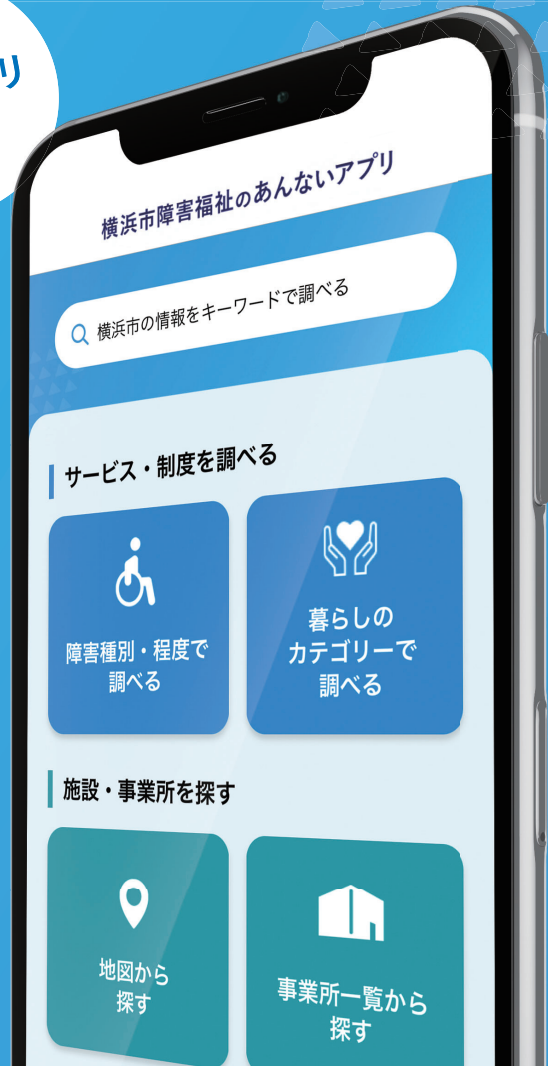 リ
横浜市障害福祉のあんないアプリ
横浜市の情報をキーワードで調べる
サービス・制度を調べる
障害種別・程度で
調べる
暮らしの
カテゴリーで
調べる
施設・事業所を探す
地図から
探す
事業所一覧から
探す